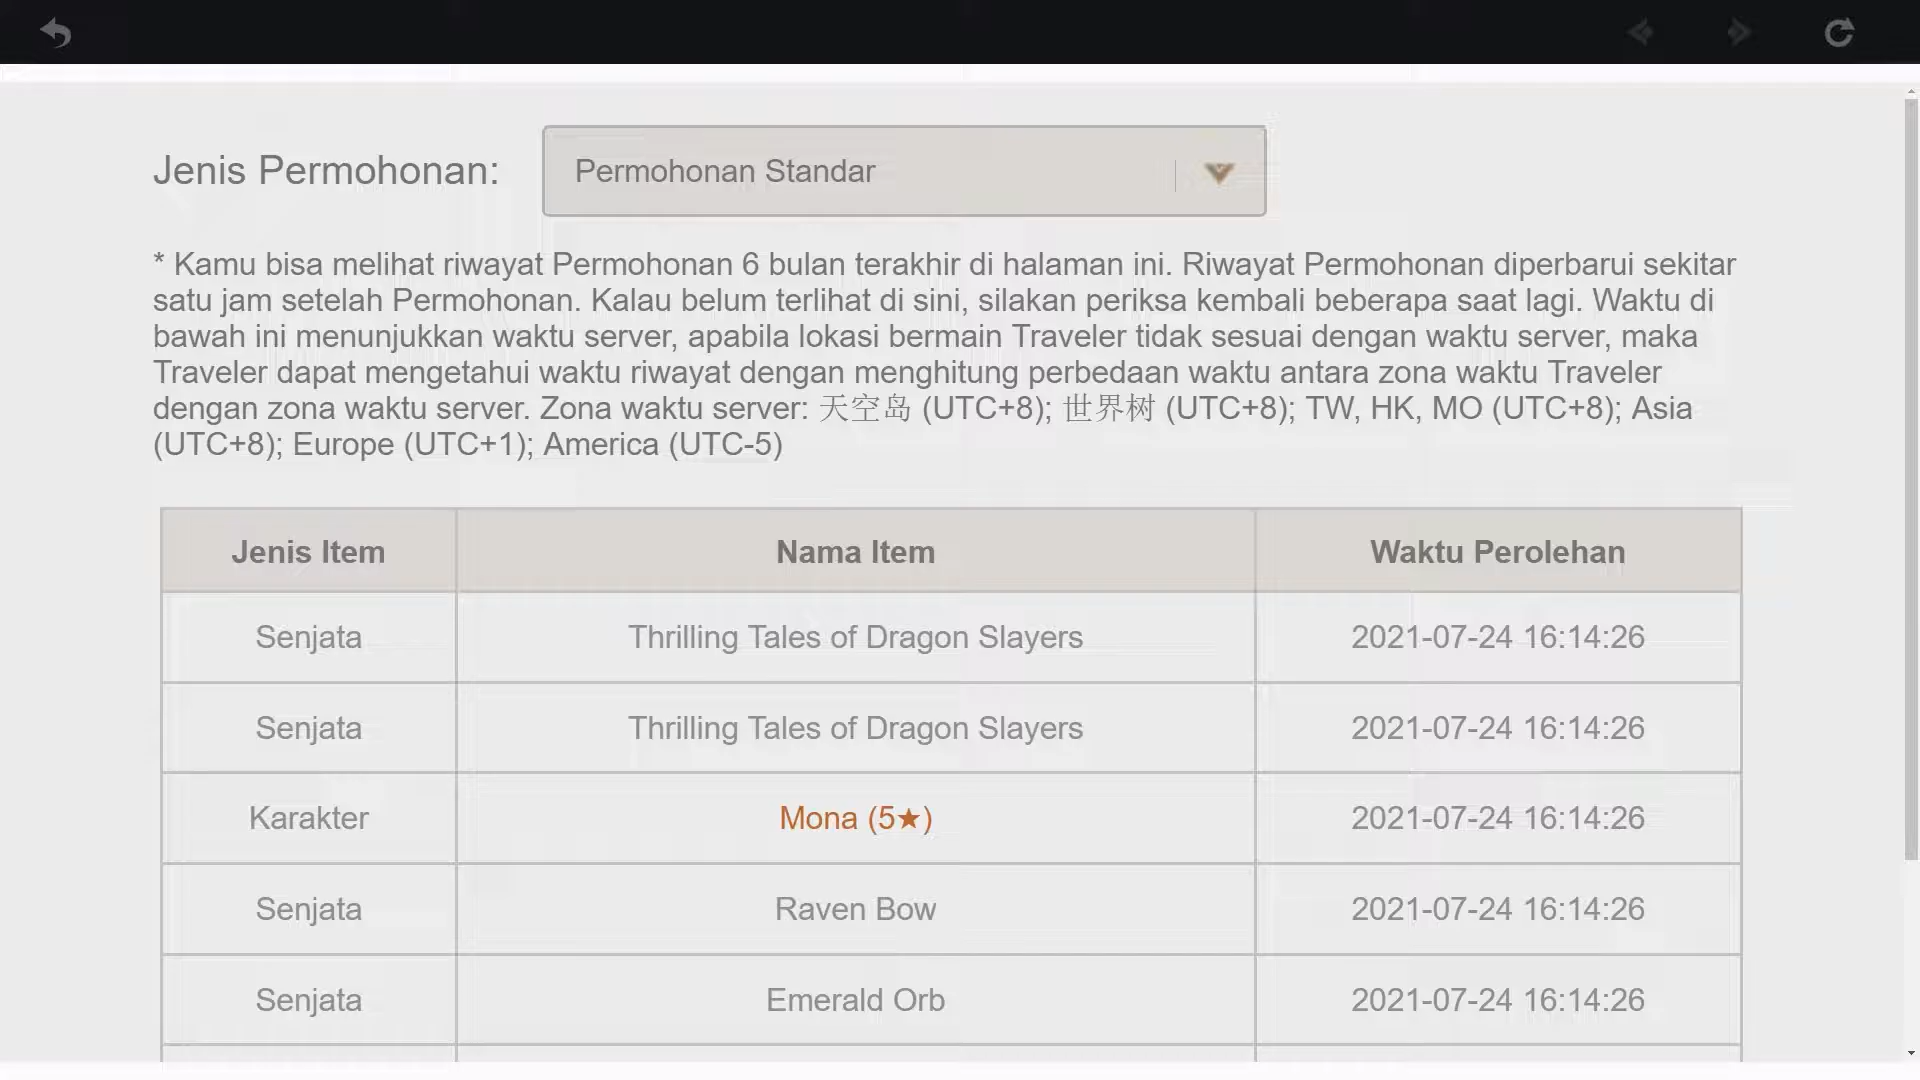 Jenis Permohonan: Permohonan Standar
* Kamu bisa melihat riwayat Permohonan 6 bulan terakhir di halaman ini. Riwayat Permohonan diperbarui sekitar
satu jam setelah Permohonan. Kalau belum terlihat di sini, silakan periksa kembali beberapa saat lagi. Waktu di
bawah ini menunjukkan waktu server, apabila lokasi bermain Traveler tidak sesuai dengan waktu server, maka
Traveler dapat mengetahui waktu riwayat dengan menghitung perbedaan waktu antara zona waktu Traveler
dengan zona waktu server. Zona waktu server: 天空岛 (UTC+8); 世界树 (UTC+8); TW, HK, MO (UTC+8); Asia
(UTC+8); Europe (UTC+1); America (UTC-5)
Jenis Item Nama Item Waktu Perolehan
Senjata Thrilling Tales of Dragon Slayers 2021-07-24 16:14:26
Senjata Thrilling Tales of Dragon Slayers 2021-07-24 16:14:26
Karakter Mona (5★) 2021-07-24 16:14:26
Senjata Raven Bow 2021-07-24 16:14:26
Senjata Emerald Orb 2021-07-24 16:14:26